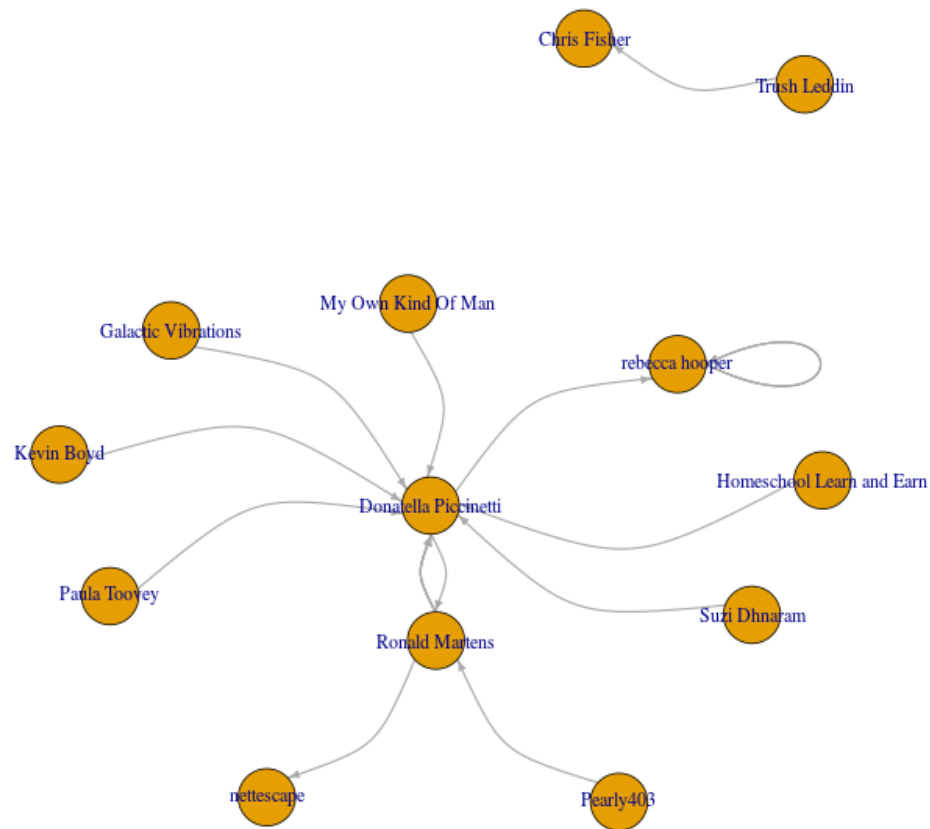 Chris Fisher
Trush Leddin
My Own Kind Of Man
Galactic Vibrations
rebecca hooper
Kevin Boyd
Homeschool Learn and Earn
Donatella Piccinetti
Paula Toovey
Suzi Dhnaram
Ronald Martens
nettescape
Pearly403